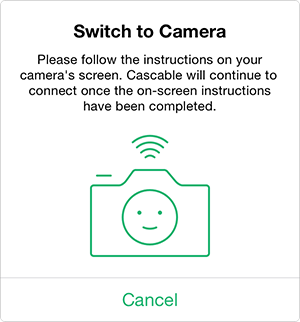 Switch to Camera
Please follow the instructions on your
camera's screen. Cascable will continue to
connect once the on-screen instructions
have been completed.
Cancel